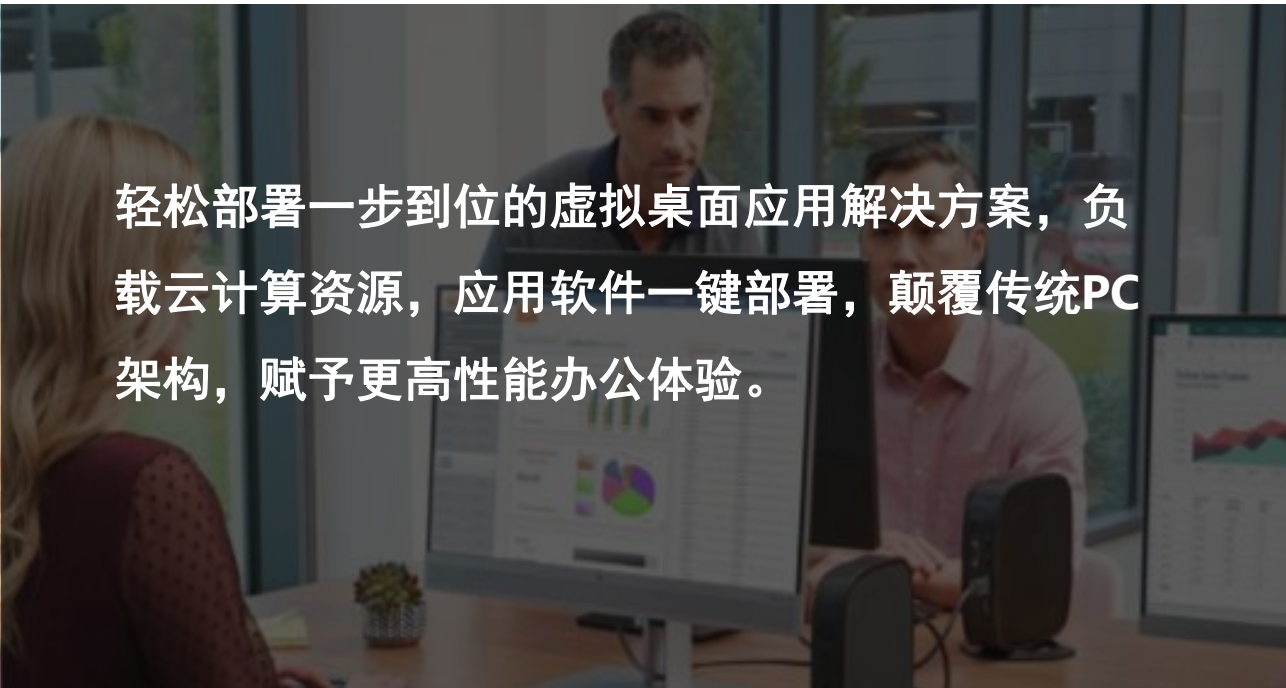 轻松部署一步到位的虚拟桌面应用解决方案，负
载云计算资源，应用软件一键部署，颠覆传统PC
架构，赋予更高性能办公体验。